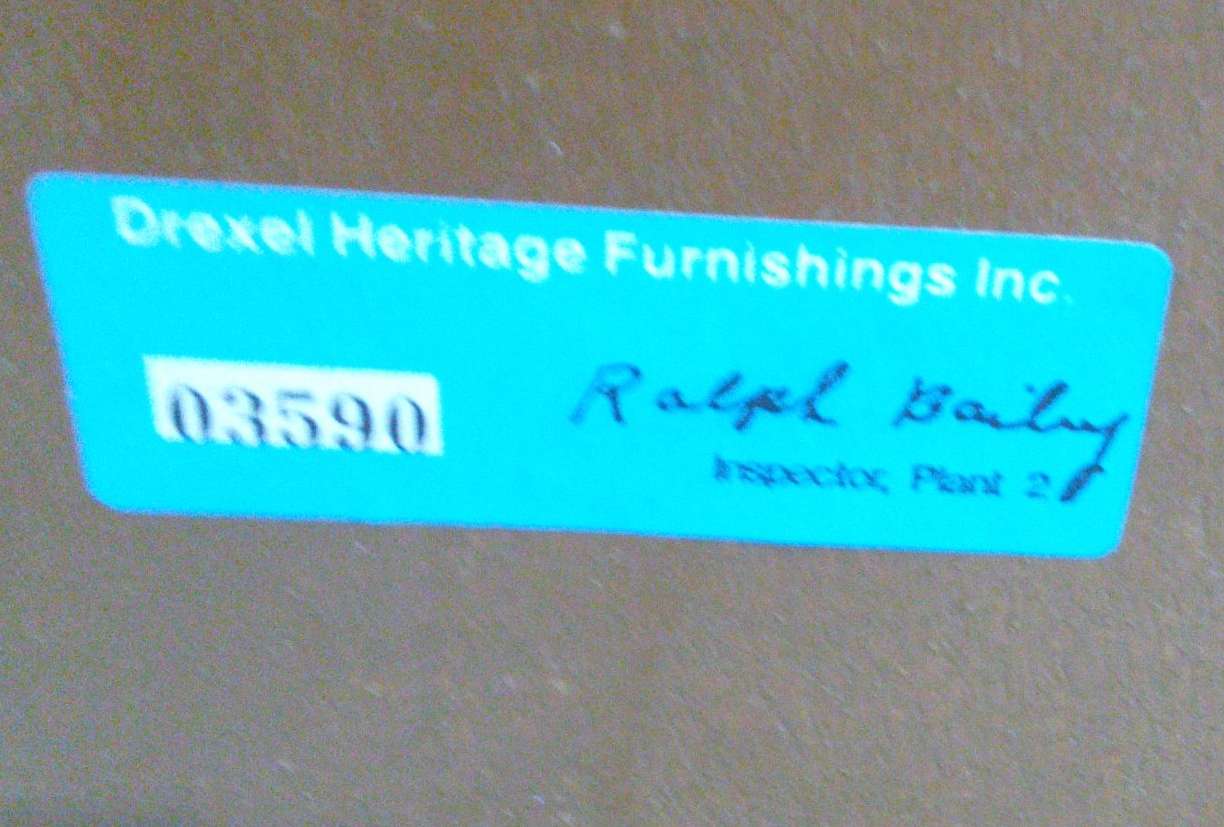 Drexel Heritage Furnishings Inc.
03590
Ralph Bailey
Inspector, Plant 2